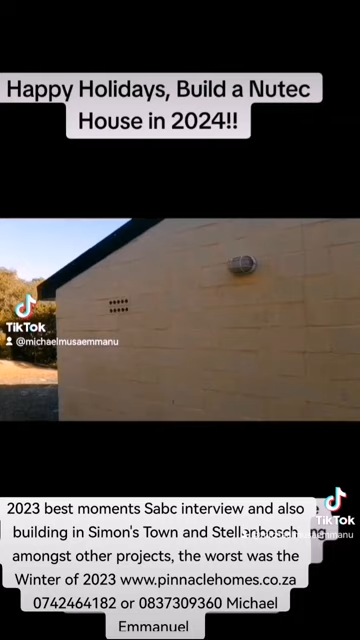 Happy Holidays, Build a Nutec
House in 2024!!
TikTok
@michaelmusaemmanu
TikTok
2023 best moments Sabc interview and also
building in Simon's Town and Stellenbosch
amongst other projects, the worst was the
Winter of 2023 www.pinnaclehomes.co.za
0742464182 or 0837309360 Michael
Emmanuel